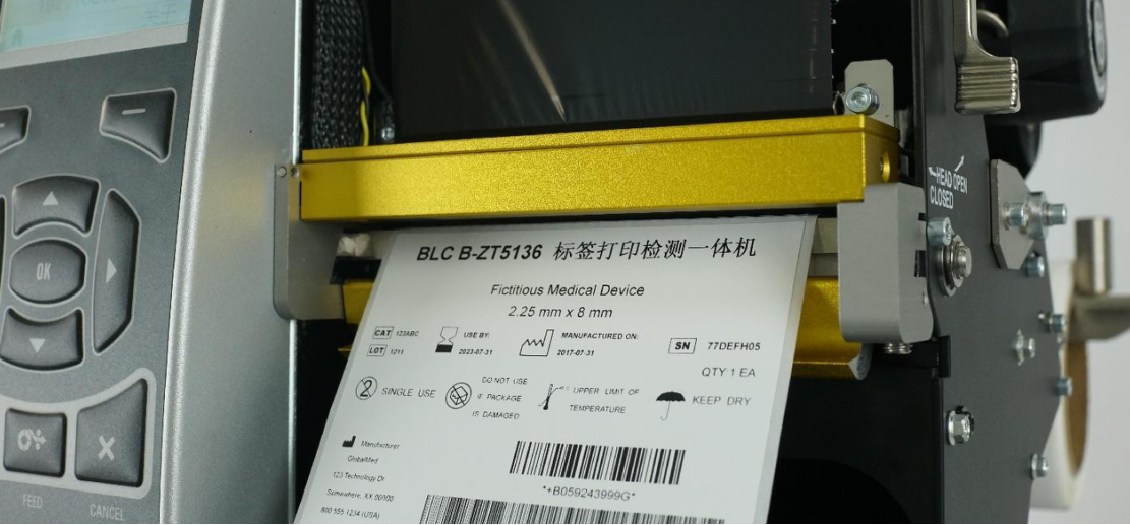 OK
FEED
CANCEL
HEAD OPEN
CLOSED
BLC B-ZT5136 标签打印检测一体机
Fictitious Medical Device
2.25 mm x 8 mm
CAT 123ABC
LOT 1211
USE BY:
2023-07-31
MANUFACTURED ON:
2017-07-31
SN 77DEFH05
QTY 1 EA
2 SINGLE USE
DO NOT USE
IF PACKAGE
IS DAMAGED
UPPER LIMIT OF
TEMPERATURE
KEEP DRY
Manufacturer
GlobalMed
123 Technology Dr
Somewhere, XX 00000
800 555 1234 (USA)
*+B059243999G*